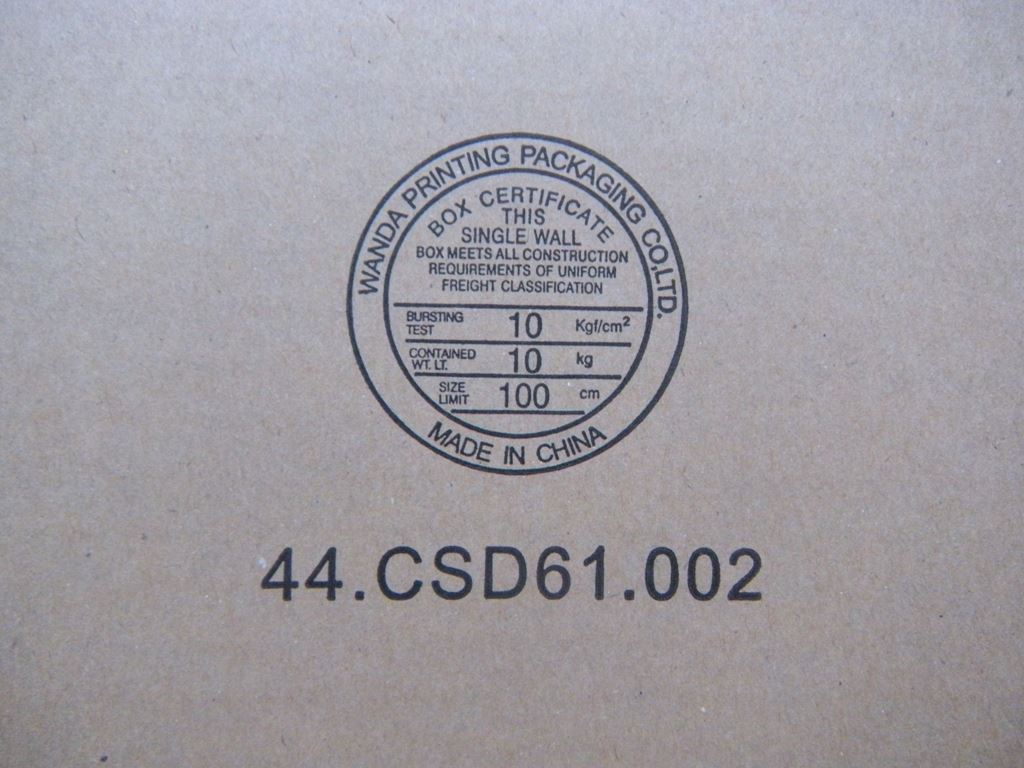 WANDA PRINTING PACKAGING CO,LTD.
BOX CERTIFICATE
THIS
SINGLE WALL
BOX MEETS ALL CONSTRUCTION
REQUIREMENTS OF UNIFORM
FREIGHT CLASSIFICATION
BURSTING TEST 10 Kgf/cm²
CONTAINED WT. LT. 10 kg
SIZE LIMIT 100 cm
MADE IN CHINA
44.CSD61.002